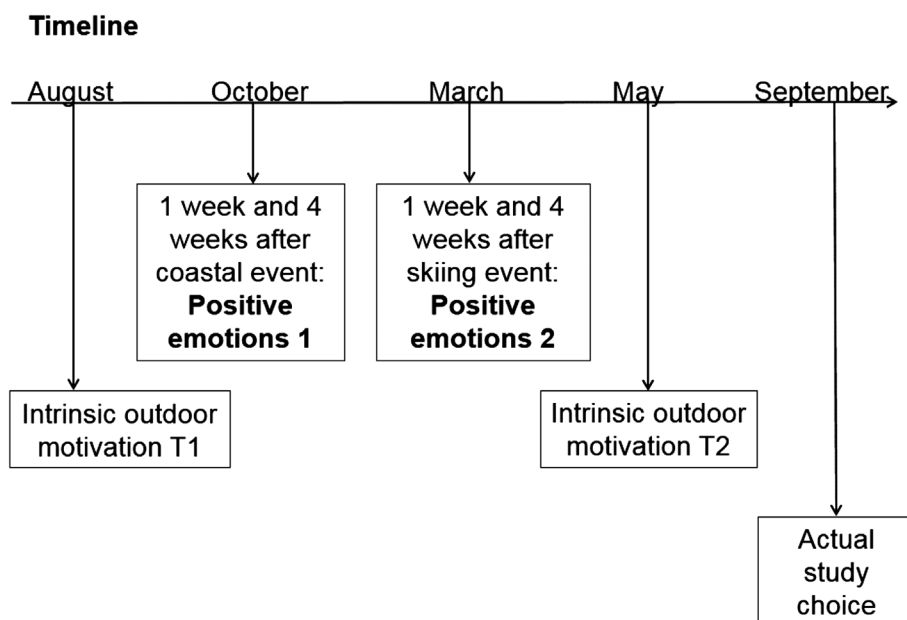 Timeline
August October March May September
1 week and 4
weeks after
coastal event:
Positive
emotions 1
1 week and 4
weeks after
skiing event:
Positive
emotions 2
Intrinsic outdoor
motivation T1
Intrinsic outdoor
motivation T2
Actual
study
choice